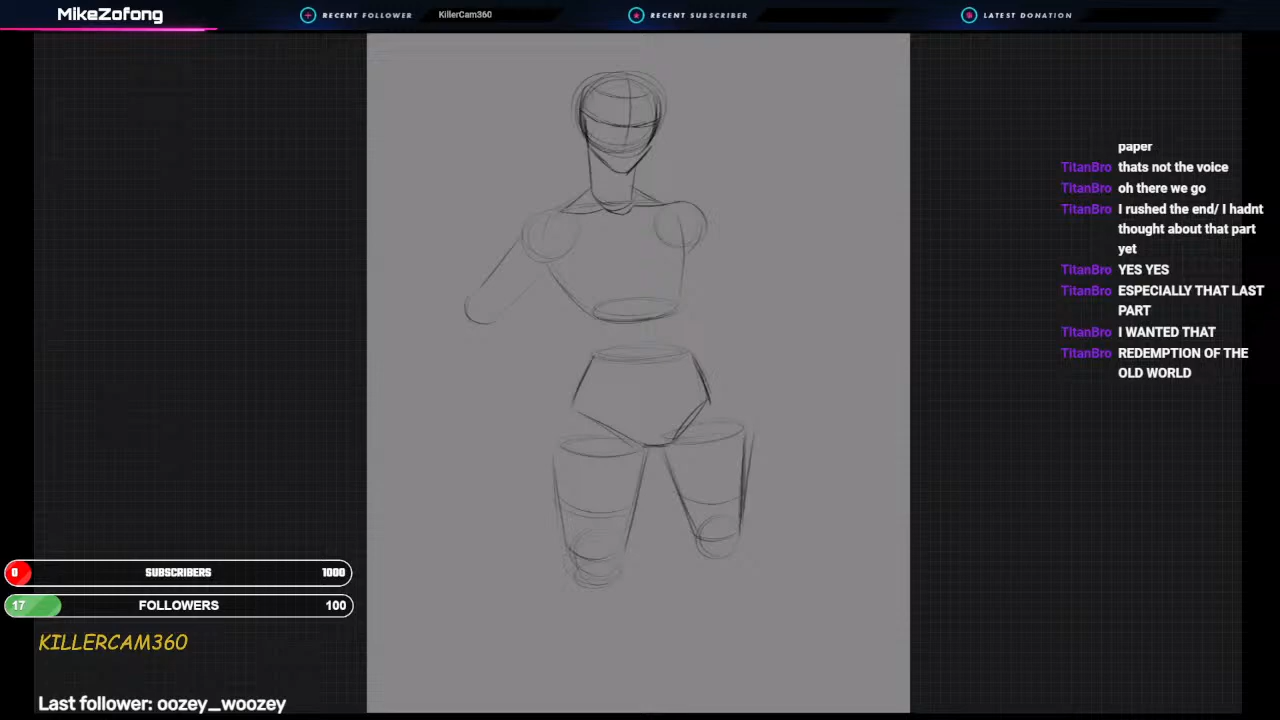 MikeZofong
RECENT FOLLOWER
KillerCam360
RECENT SUBSCRIBER
LATEST DONATION
paper
TitanBro thats not the voice
TitanBro oh there we go
TitanBro I rushed the end/ I hadnt
thought about that part
yet
TitanBro YES YES
TitanBro ESPECIALLY THAT LAST
PART
TitanBro I WANTED THAT
TitanBro REDEMPTION OF THE
OLD WORLD
0 SUBSCRIBERS 1000
17 FOLLOWERS 100
KILLERCAM360
Last follower: oozey_woozey